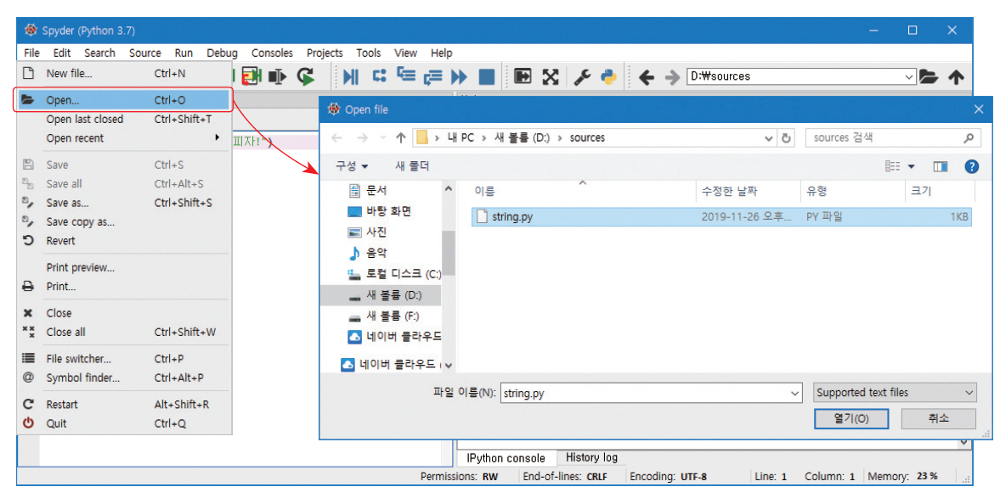 Spyder (Python 3.7)
File Edit Search Source Run Debug Consoles Projects Tools View Help
New file... Ctrl+N
D:₩sources
Open... Ctrl+O
Open last closed Ctrl+Shift+T
Open recent
피자!")
Save Ctrl+S
Save all Ctrl+Alt+S
Save as... Ctrl+Shift+S
Save copy as...
Revert
Print preview...
Print...
Close
Close all Ctrl+Shift+W
File switcher... Ctrl+P
Symbol finder... Ctrl+Alt+P
Restart Alt+Shift+R
Quit Ctrl+Q
Open file
내 PC › 새 볼륨 (D:) › sources
sources 검색
구성 새 폴더
문서
바탕 화면
사진
음악
로컬 디스크 (C:)
새 볼륨 (D:)
새 볼륨 (F:)
네이버 클라우드
네이버 클라우드 (
이름 수정한 날짜 유형 크기
string.py 2019-11-26 오후... PY 파일 1KB
파일 이름(N): string.py Supported text files
열기(O) 취소
IPython console History log
Permissions: RW End-of-lines: CRLF Encoding: UTF-8 Line: 1 Column: 1 Memory: 23 %